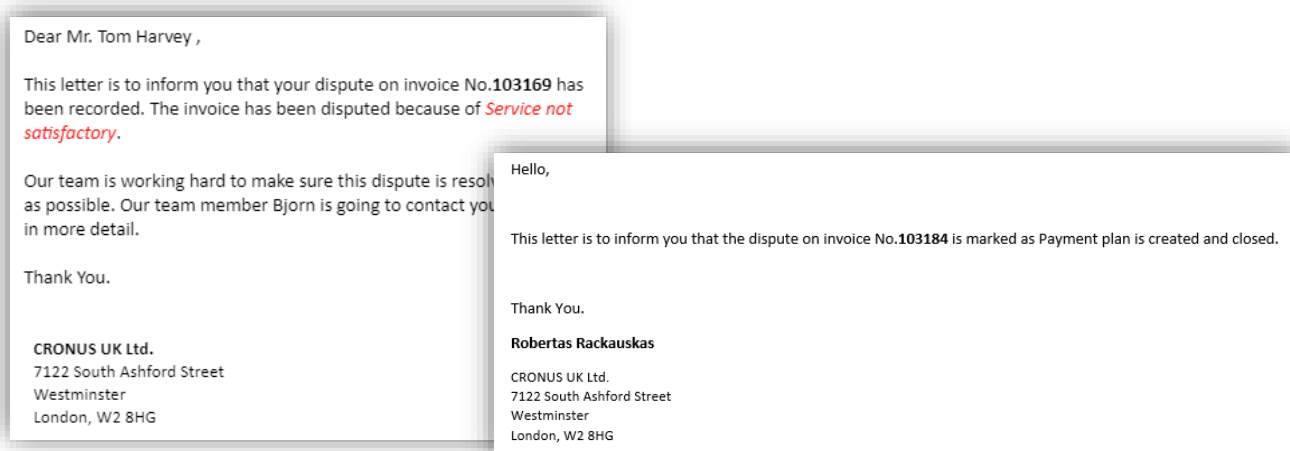 Dear Mr. Tom Harvey ,
This letter is to inform you that your dispute on invoice No.103169 has
been recorded. The invoice has been disputed because of Service not
satisfactory.
Our team is working hard to make sure this dispute is
as possible. Our team member Bjorn is going to contact
in more detail.
Thank You.
CRONUS UK Ltd.
7122 South Ashford Street
Westminster
London, W2 8HG
Hello,
This letter is to inform you that the dispute on invoice No.103184 is marked as Payment plan is created and closed.
Thank You.
Robertas Rackauskas
CRONUS UK Ltd.
7122 South Ashford Street
Westminster
London, W2 8HG